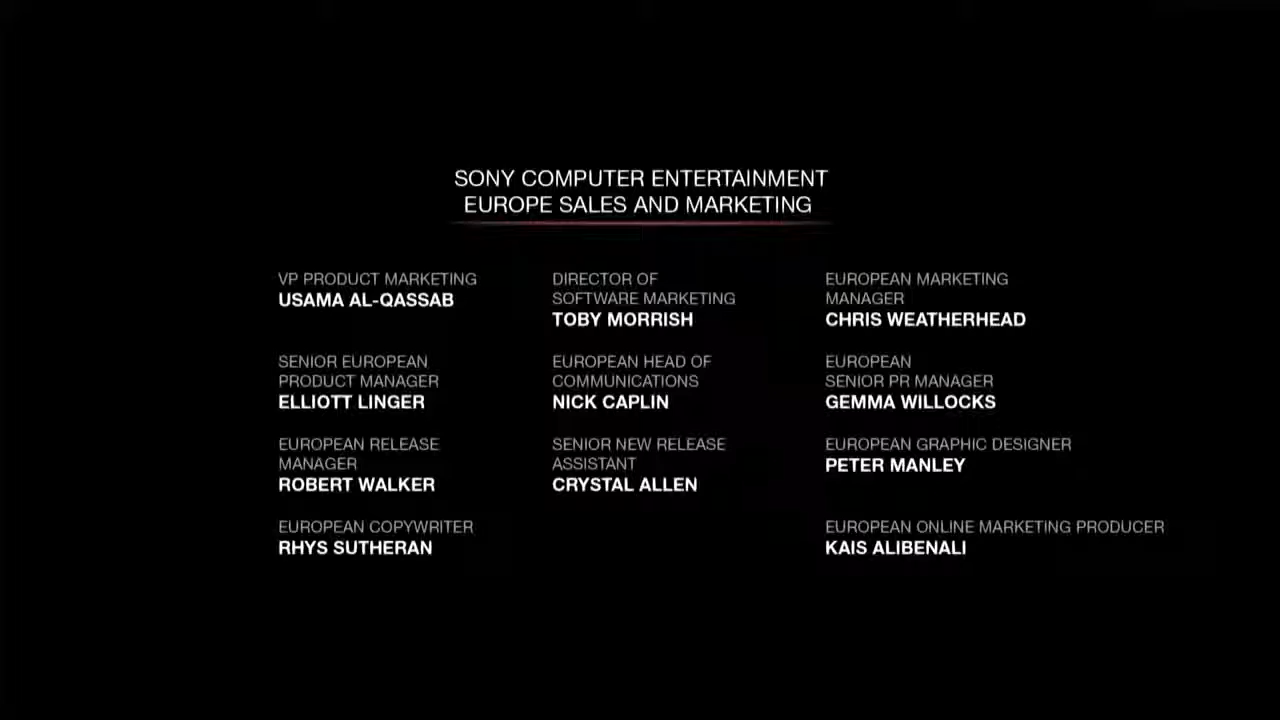 SONY COMPUTER ENTERTAINMENT
EUROPE SALES AND MARKETING
VP PRODUCT MARKETING
USAMA AL-QASSAB
DIRECTOR OF
SOFTWARE MARKETING
TOBY MORRISH
EUROPEAN MARKETING
MANAGER
CHRIS WEATHERHEAD
SENIOR EUROPEAN
PRODUCT MANAGER
ELLIOTT LINGER
EUROPEAN HEAD OF
COMMUNICATIONS
NICK CAPLIN
EUROPEAN
SENIOR PR MANAGER
GEMMA WILLOCKS
EUROPEAN RELEASE
MANAGER
ROBERT WALKER
SENIOR NEW RELEASE
ASSISTANT
CRYSTAL ALLEN
EUROPEAN GRAPHIC DESIGNER
PETER MANLEY
EUROPEAN COPYWRITER
RHYS SUTHERAN
EUROPEAN ONLINE MARKETING PRODUCER
KAIS ALIBENALI